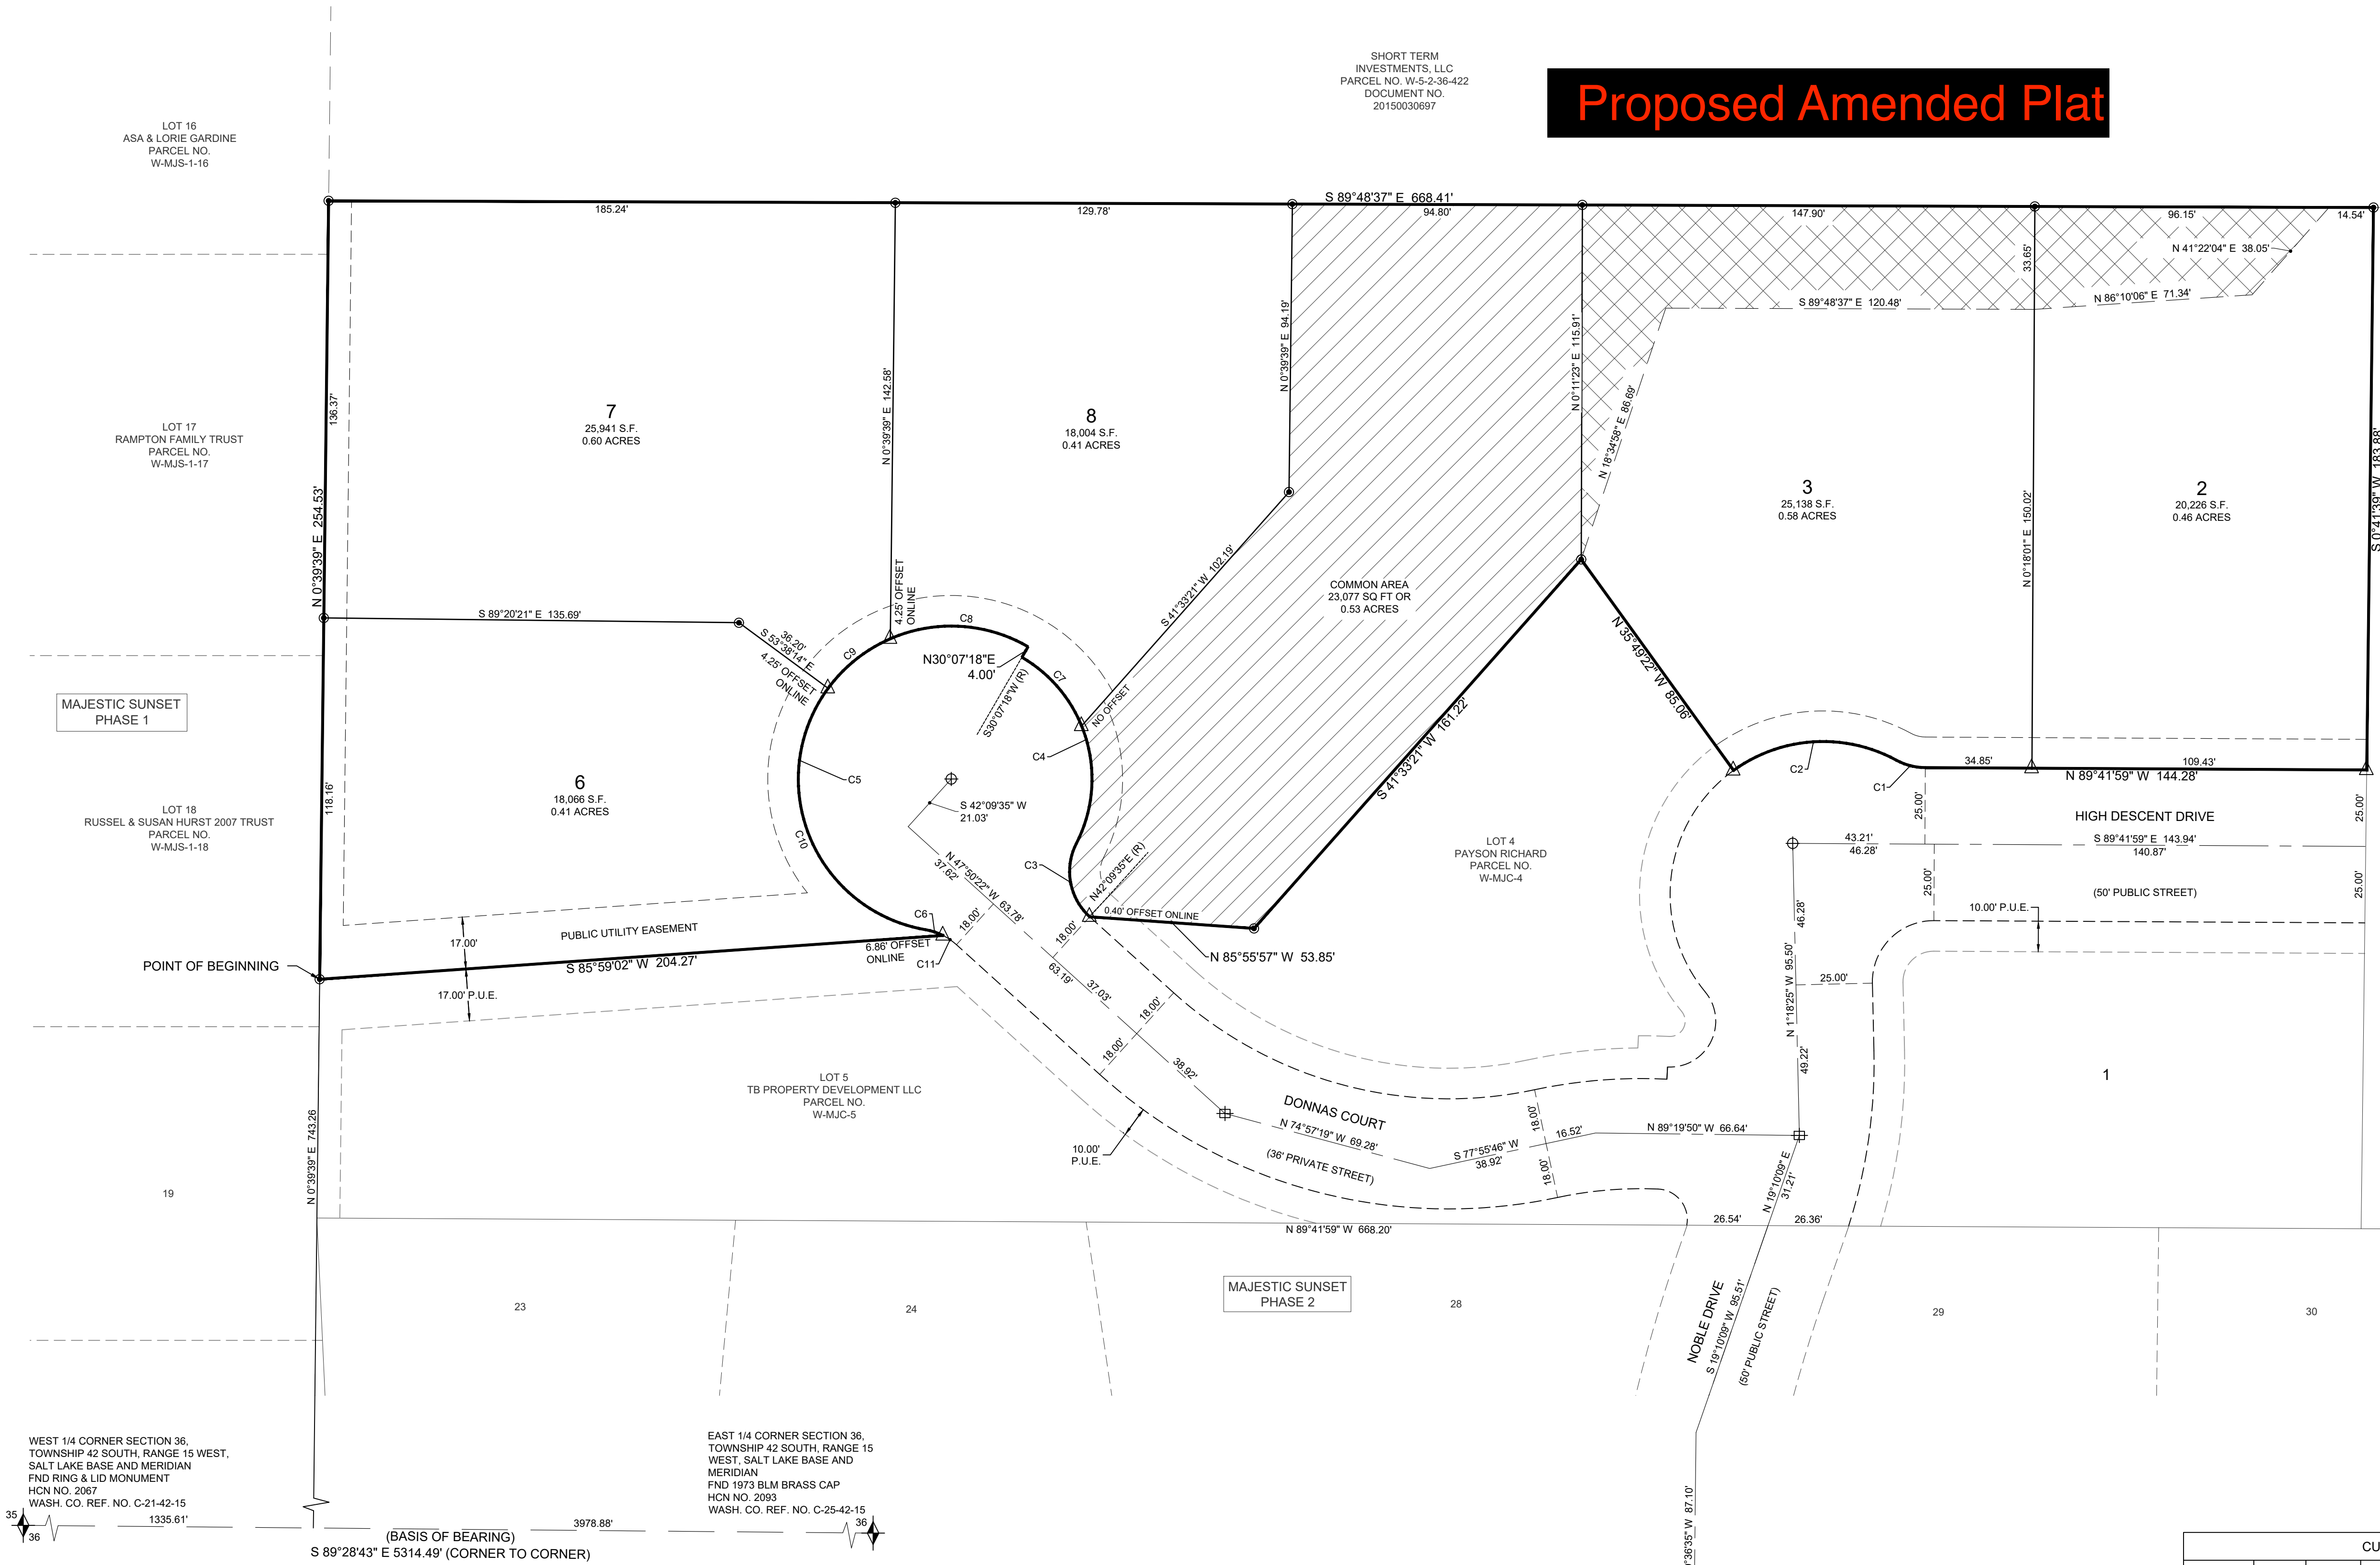 SHORT TERM
INVESTMENTS, LLC
PARCEL NO. W-5-2-36-422
DOCUMENT NO.
20150030697
Proposed Amended Plat
LOT 16
ASA & LORIE GARDINE
PARCEL NO.
W-MJS-1-16
S 89°48'37" E 668.41'
185.24'
129.78'
94.80'
147.90'
96.15'
14.54'
N 41°22'04" E 38.05'
33.65'
S 89°48'37" E 120.48'
N 86°10'06" E 71.34'
136.37'
N 0°39'39" E 254.53'
118.16'
LOT 17
RAMPTON FAMILY TRUST
PARCEL NO.
W-MJS-1-17
7
25,941 S.F.
0.60 ACRES
N 0°39'39" E 142.58'
8
18,004 S.F.
0.41 ACRES
N 0°39'39" E 94.19'
N 0°11'23" E 115.91'
N 18°34'58" E 86.69'
3
25,138 S.F.
0.58 ACRES
N 0°18'01" E 150.02'
2
20,226 S.F.
0.46 ACRES
S 0°41'39" W 183.88'
S 89°20'21" E 135.69'
36.20'
S 53°38'14" E
4.25' OFFSET
ONLINE
4.25' OFFSET
ONLINE
C9
C8
N30°07'18"E
4.00'
S30°07'18"W (R)
C7
NO OFFSET
S 41°33'21" W 102.19'
C4
COMMON AREA
23,077 SQ FT OR
0.53 ACRES
S 41°33'21" W 161.22'
N 35°49'22" W 85.06'
MAJESTIC SUNSET
PHASE 1
LOT 18
RUSSEL & SUSAN HURST 2007 TRUST
PARCEL NO.
W-MJS-1-18
6
18,066 S.F.
0.41 ACRES
C5
C10
S 42°09'35" W
21.03'
N 47°50'22" W 63.78'
37.62'
C3
N42°09'35"E (R)
0.40' OFFSET ONLINE
N 85°55'57" W 53.85'
LOT 4
PAYSON RICHARD
PARCEL NO.
W-MJC-4
C2
C1
34.85'
109.43'
N 89°41'59" W 144.28'
HIGH DESCENT DRIVE
25.00'
25.00'
43.21'
46.28'
S 89°41'59" E 143.94'
140.87'
25.00'
25.00'
(50' PUBLIC STREET)
10.00' P.U.E.
46.28'
N 1°18'25" W 95.50'
49.22'
25.00'
C6
PUBLIC UTILITY EASEMENT
17.00'
6.86' OFFSET
ONLINE
C11
S 85°59'02" W 204.27'
POINT OF BEGINNING
17.00' P.U.E.
18.00'
18.00'
63.19'
37.03'
18.00'
18.00'
38.92'
LOT 5
TB PROPERTY DEVELOPMENT LLC
PARCEL NO.
W-MJC-5
10.00'
P.U.E.
DONNAS COURT
N 74°57'19" W 69.28'
(36' PRIVATE STREET)
S 77°55'46" W
38.92'
16.52'
18.00'
18.00'
N 89°19'50" W 66.64'
N 19°10'09" E
31.21'
1
19
N 0°39'39" E 743.26
26.54'
26.36'
N 89°41'59" W 668.20'
23
24
MAJESTIC SUNSET
PHASE 2
28
NOBLE DRIVE
S 19°10'09" W 95.51'
(50' PUBLIC STREET)
29
30
WEST 1/4 CORNER SECTION 36,
TOWNSHIP 42 SOUTH, RANGE 15 WEST,
SALT LAKE BASE AND MERIDIAN
FND RING & LID MONUMENT
HCN NO. 2067
WASH. CO. REF. NO. C-21-42-15
EAST 1/4 CORNER SECTION 36,
TOWNSHIP 42 SOUTH, RANGE 15
WEST, SALT LAKE BASE AND
MERIDIAN
FND 1973 BLM BRASS CAP
HCN NO. 2093
WASH. CO. REF. NO. C-25-42-15
35
36
1335.61'
(BASIS OF BEARING)
3978.88'
36
S 89°28'43" E 5314.49' (CORNER TO CORNER)
°36'35" W 87.10'
CU